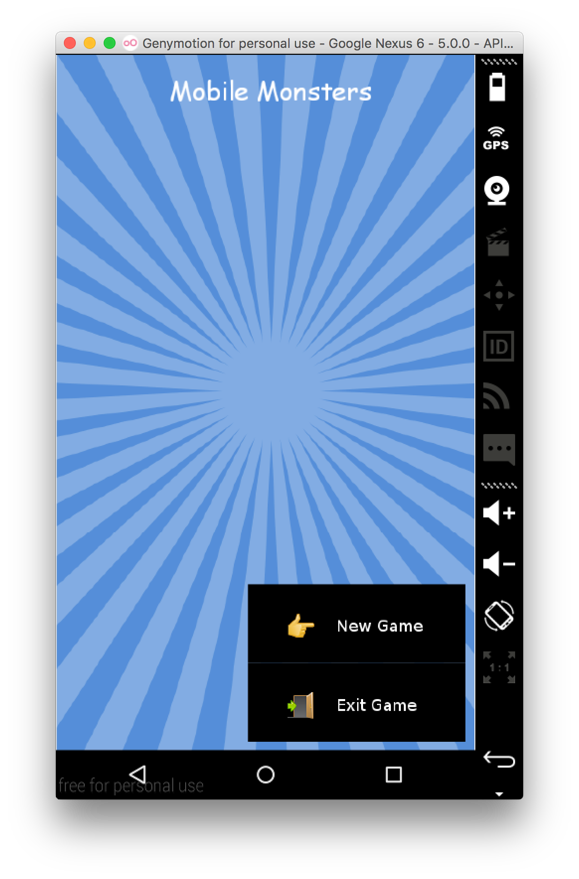 Genymotion for personal use - Google Nexus 6 - 5.0.0 - API...
Mobile Monsters
GPS
ID
New Game
1:1
Exit Game
free for personal use